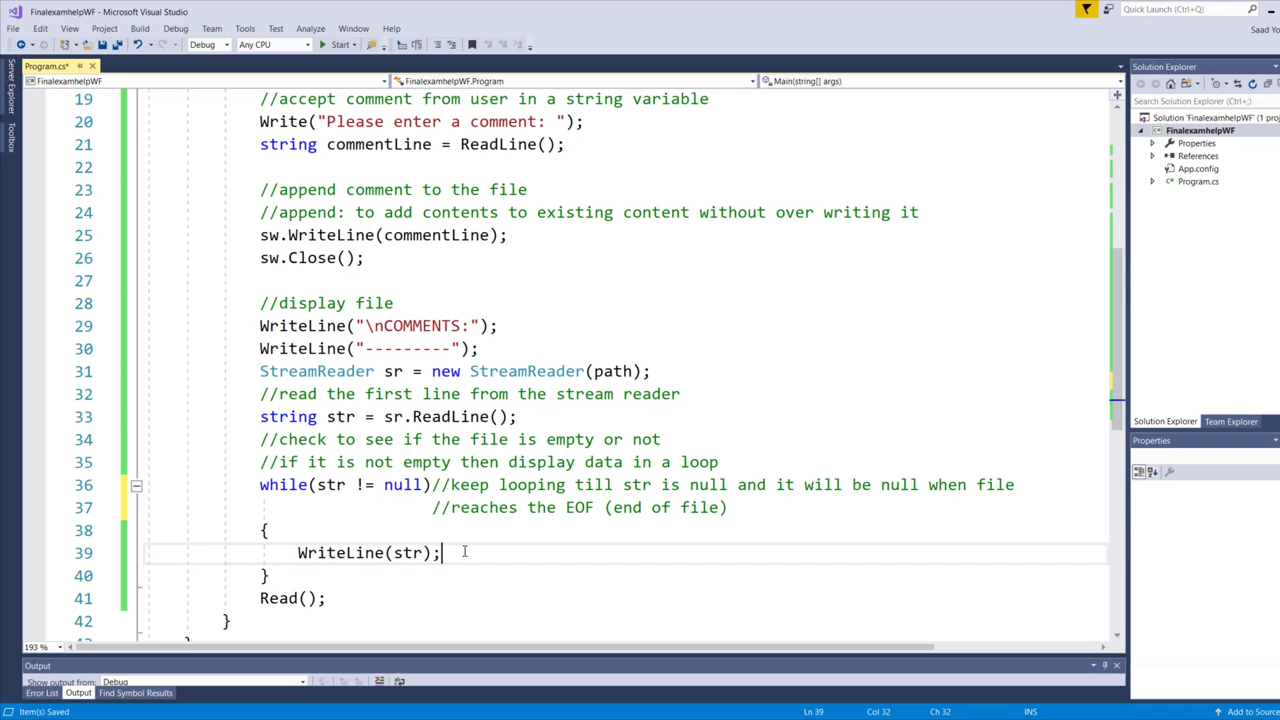 FinalexamhelpWF - Microsoft Visual Studio
Quick Launch (Ctrl+Q)
File Edit View Project Build Debug Team Tools Test Analyze Window Help
Saad Yo
Debug Any CPU Start
Server Explorer
Toolbox
Program.cs*
FinalexamhelpWF FinalexamhelpWF.Program Main(string[] args)
19 //accept comment from user in a string variable
20 Write("Please enter a comment: ");
21 string commentLine = ReadLine();
22
23 //append comment to the file
24 //append: to add contents to existing content without over writing it
25 sw.WriteLine(commentLine);
26 sw.Close();
27
28 //display file
29 WriteLine("\nCOMMENTS:");
30 WriteLine("---------");
31 StreamReader sr = new StreamReader(path);
32 //read the first line from the stream reader
33 string str = sr.ReadLine();
34 //check to see if the file is empty or not
35 //if it is not empty then display data in a loop
36 while(str != null)//keep looping till str is null and it will be null when file
37 //reaches the EOF (end of file)
38 {
39 WriteLine(str);
40 }
41 Read();
42 }
}
193 %
Output
Show output from: Debug
Error List Output Find Symbol Results
Item(s) Saved Ln 39 Col 32 Ch 32 INS Add to Source
Solution Explorer
Search Solution Explorer (Ctrl+;)
Solution 'FinalexamhelpWF' (1 proj
FinalexamhelpWF
Properties
References
App.config
Program.cs
Solution Explorer Team Explorer
Properties